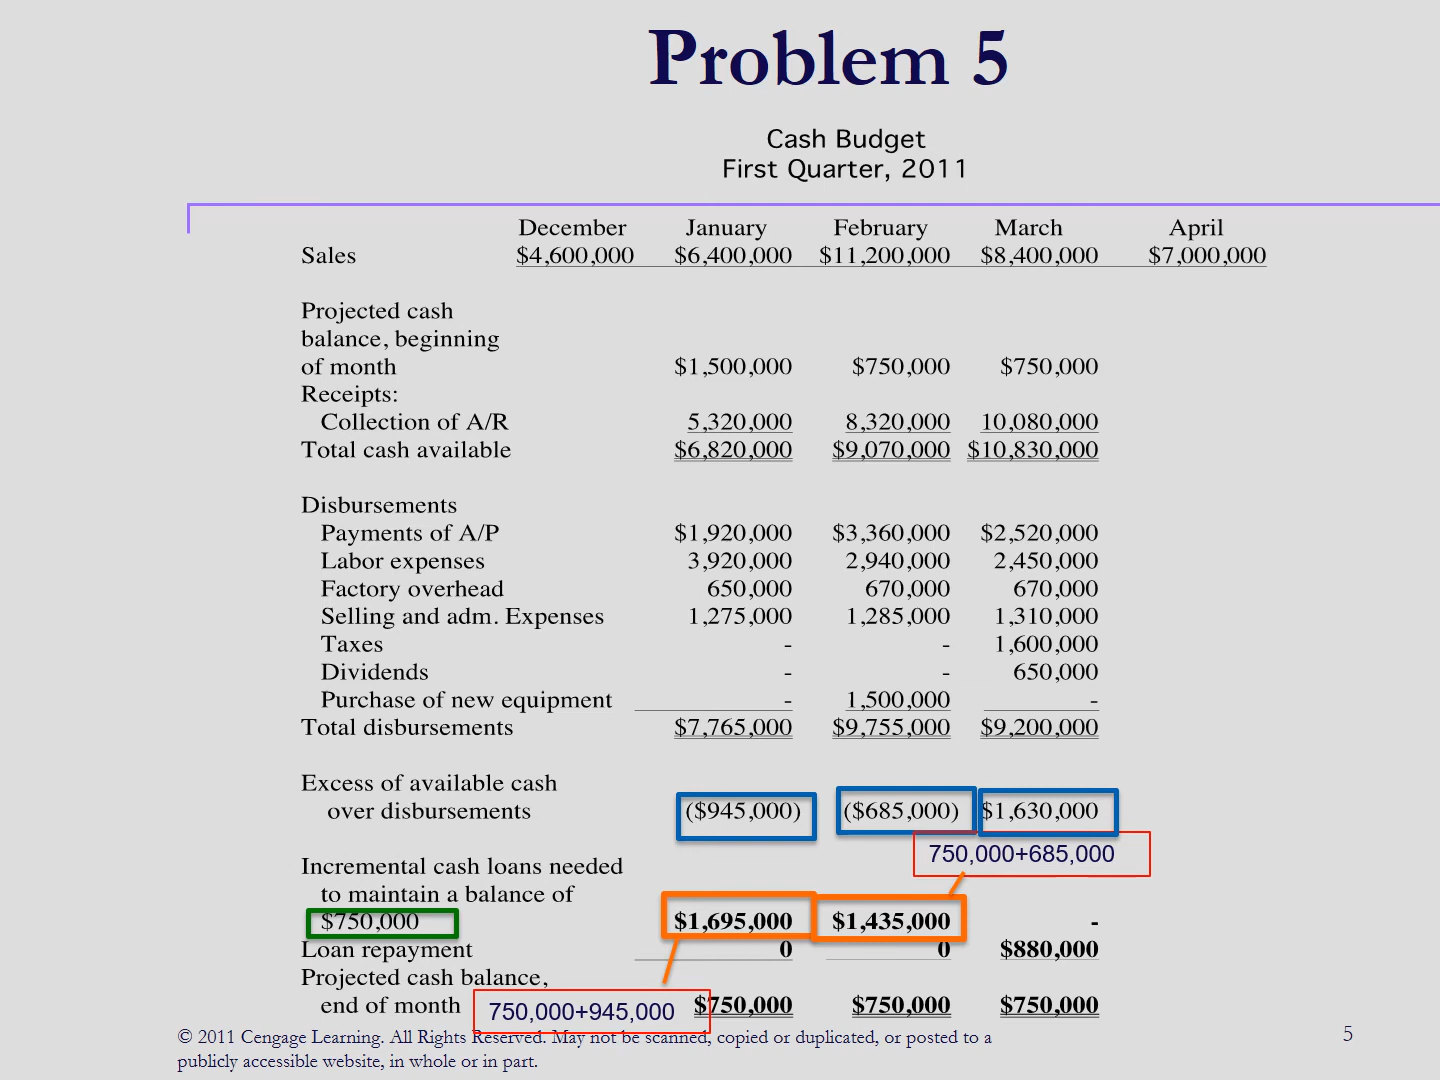 Problem 5
Cash Budget
First Quarter, 2011
December January February March April
Sales $4,600,000 $6,400,000 $11,200,000 $8,400,000 $7,000,000
Projected cash
balance, beginning
of month $1,500,000 $750,000 $750,000
Receipts:
Collection of A/R 5,320,000 8,320,000 10,080,000
Total cash available $6,820,000 $9,070,000 $10,830,000
Disbursements
Payments of A/P $1,920,000 $3,360,000 $2,520,000
Labor expenses 3,920,000 2,940,000 2,450,000
Factory overhead 650,000 670,000 670,000
Selling and adm. Expenses 1,275,000 1,285,000 1,310,000
Taxes - - 1,600,000
Dividends - - 650,000
Purchase of new equipment - 1,500,000 -
Total disbursements $7,765,000 $9,755,000 $9,200,000
Excess of available cash
over disbursements ($945,000) ($685,000) $1,630,000
750,000+685,000
Incremental cash loans needed
to maintain a balance of
$750,000 $1,695,000 $1,435,000 -
Loan repayment 0 0 $880,000
Projected cash balance,
end of month $750,000 $750,000 $750,000
750,000+945,000
© 2011 Cengage Learning. All Rights Reserved. May not be scanned, copied or duplicated, or posted to a
publicly accessible website, in whole or in part.
5